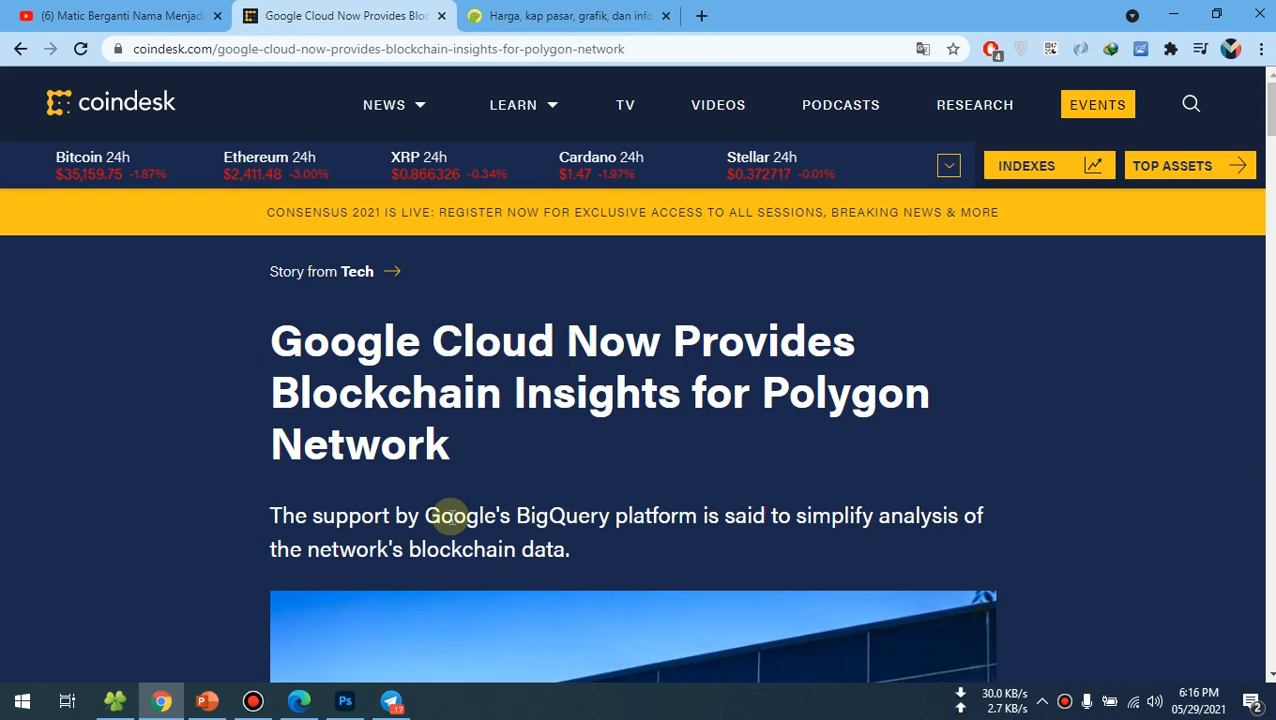 (6) Matic Berganti Nama Menjadi
Google Cloud Now Provides Bloc
Harga, kap pasar, grafik, dan info
coindesk.com/google-cloud-now-provides-blockchain-insights-for-polygon-network
4
coindesk
NEWS
LEARN
TV
VIDEOS
PODCASTS
RESEARCH
EVENTS
Bitcoin 24h
$35,159.75 -1.87%
Ethereum 24h
$2,411.48 -3.00%
XRP 24h
$0.866326 -0.34%
Cardano 24h
$1.47 -1.97%
Stellar 24h
$0.372717 -0.01%
INDEXES
TOP ASSETS
CONSENSUS 2021 IS LIVE: REGISTER NOW FOR EXCLUSIVE ACCESS TO ALL SESSIONS, BREAKING NEWS & MORE
Story from Tech
Google Cloud Now Provides
Blockchain Insights for Polygon
Network
The support by Google's BigQuery platform is said to simplify analysis of
the network's blockchain data.
Ps
17
30.0 KB/s
2.7 KB/s
6:16 PM
05/29/2021
2